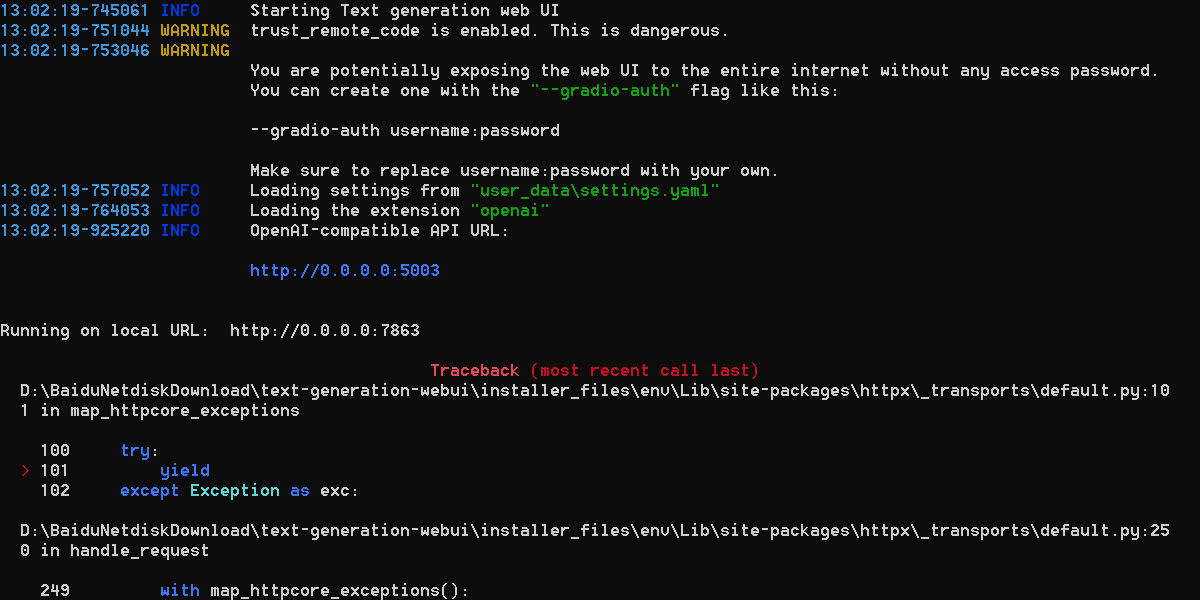 13:02:19-745061 INFO     Starting Text generation web UI
13:02:19-751044 WARNING  trust_remote_code is enabled. This is dangerous.
13:02:19-753046 WARNING
You are potentially exposing the web UI to the entire internet without any access password.
You can create one with the "--gradio-auth" flag like this:
--gradio-auth username:password
Make sure to replace username:password with your own.
13:02:19-757052 INFO     Loading settings from "user_data\settings.yaml"
13:02:19-764053 INFO     Loading the extension "openai"
13:02:19-925220 INFO     OpenAI-compatible API URL:
http://0.0.0.0:5003
Running on local URL:  http://0.0.0.0:7863
Traceback (most recent call last)
D:\BaiduNetdiskDownload\text-generation-webui\installer_files\env\Lib\site-packages\httpx\_transports\default.py:10
1 in map_httpcore_exceptions
100     try:
> 101         yield
102     except Exception as exc:
D:\BaiduNetdiskDownload\text-generation-webui\installer_files\env\Lib\site-packages\httpx\_transports\default.py:25
0 in handle_request
249         with map_httpcore_exceptions():